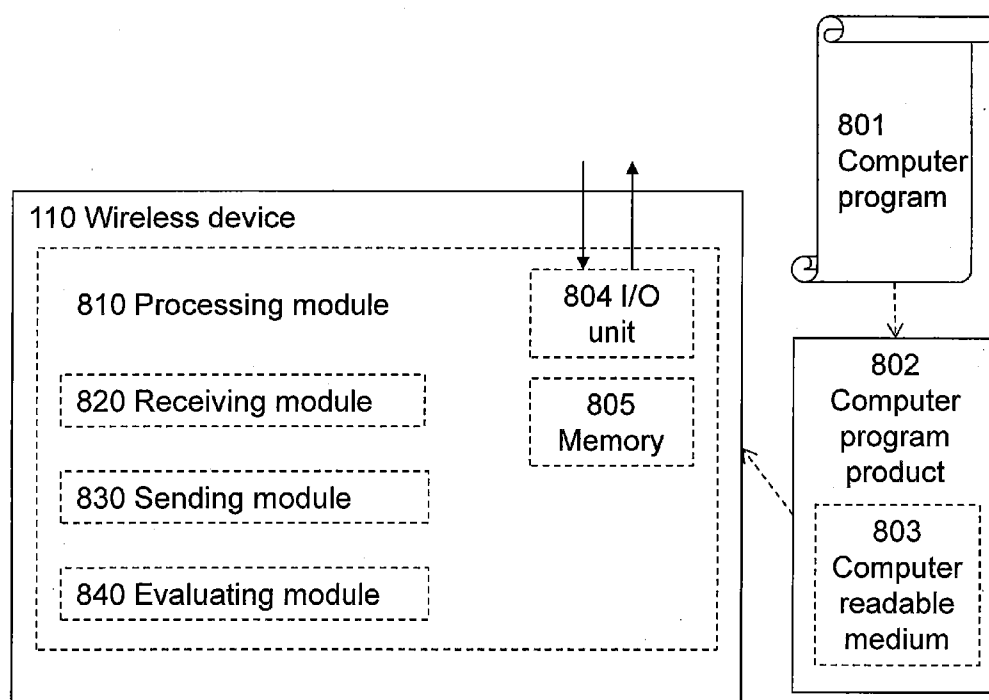 801
Computer
program
110 Wireless device
810 Processing module
804 I/O
unit
820 Receiving module
805
Memory
830 Sending module
840 Evaluating module
802
Computer
program
product
803
Computer
readable
medium